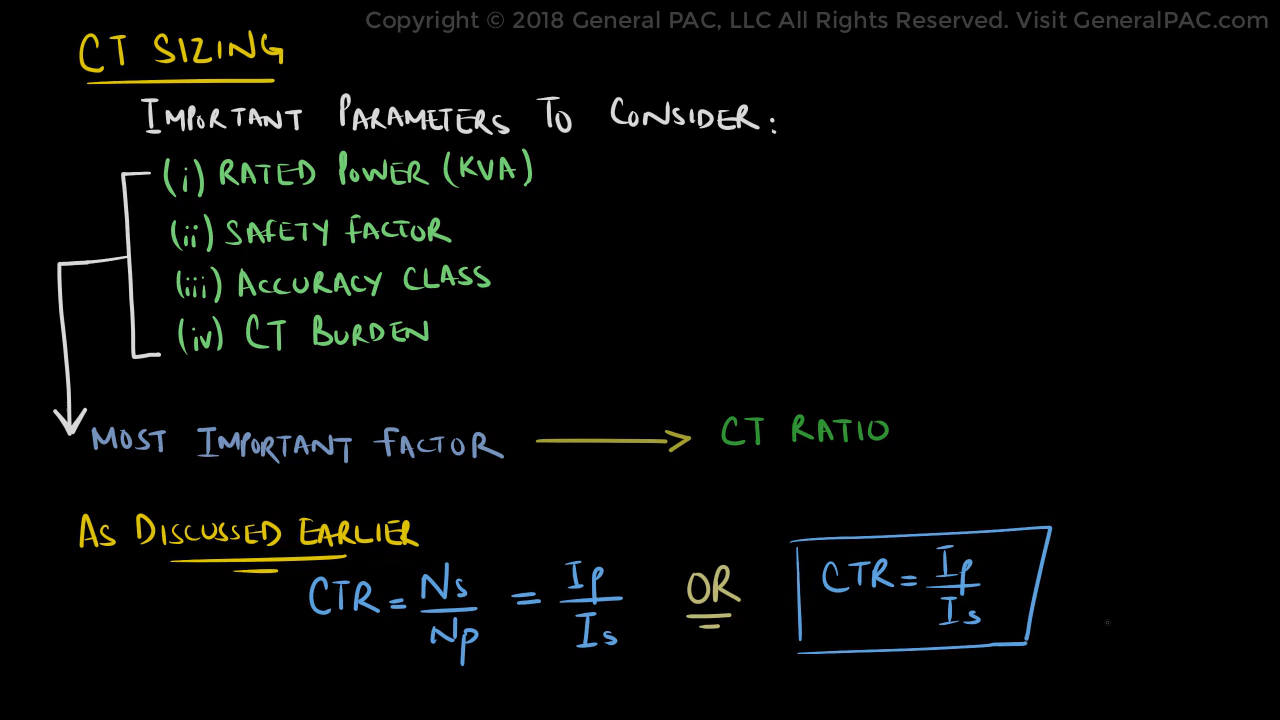 Copyright © 2018 General PAC, LLC All Rights Reserved. Visit GeneralPAC.com
CT SIZING
IMPORTANT PARAMETERS TO CONSIDER:
(i) RATED POWER (KVA)
(ii) SAFETY FACTOR
(iii) ACCURACY CLASS
(iv) CT BURDEN
MOST IMPORTANT FACTOR → CT RATIO
AS DISCUSSED EARLIER
CTR = Ns/Np = Ip/Is OR CTR = Ip/Is